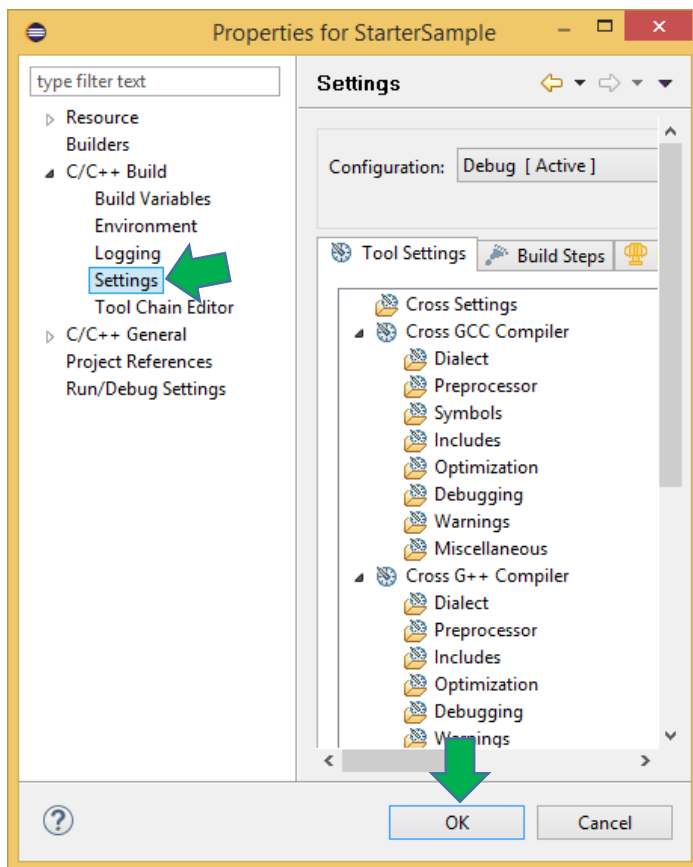 Properties for StarterSample
type filter text
Resource
Builders
C/C++ Build
Build Variables
Environment
Logging
Settings
Tool Chain Editor
C/C++ General
Project References
Run/Debug Settings
Settings
Configuration: Debug [ Active ]
Tool Settings Build Steps
Cross Settings
Cross GCC Compiler
Dialect
Preprocessor
Symbols
Includes
Optimization
Debugging
Warnings
Miscellaneous
Cross G++ Compiler
Dialect
Preprocessor
Includes
Optimization
Debugging
Warnings
OK Cancel